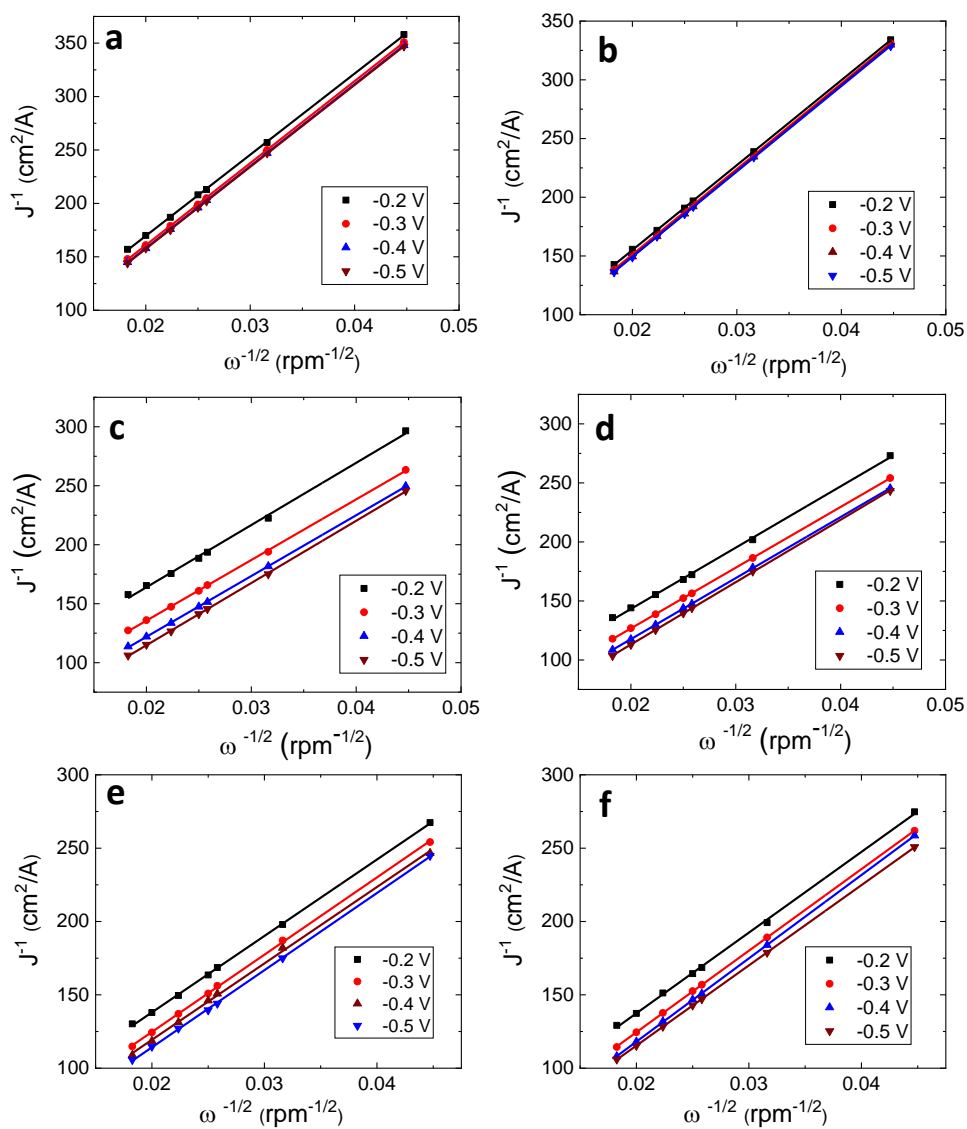 a
J⁻¹ (cm²/A)
350
300
250
200
150
100
0.02 0.03 0.04 0.05
ω⁻¹/² (rpm⁻¹/²)
-0.2 V
-0.3 V
-0.4 V
-0.5 V
b
J⁻¹ (cm²/A)
350
300
250
200
150
100
0.02 0.03 0.04 0.05
ω⁻¹/² (rpm⁻¹/²)
-0.2 V
-0.3 V
-0.4 V
-0.5 V
c
J⁻¹ (cm²/A)
300
250
200
150
100
0.02 0.03 0.04 0.05
ω⁻¹/² (rpm⁻¹/²)
-0.2 V
-0.3 V
-0.4 V
-0.5 V
d
J⁻¹ (cm²/A)
300
250
200
150
100
0.02 0.03 0.04 0.05
ω⁻¹/² (rpm⁻¹/²)
-0.2 V
-0.3 V
-0.4 V
-0.5 V
e
J⁻¹ (cm²/A)
300
250
200
150
100
0.02 0.03 0.04
ω⁻¹/² (rpm⁻¹/²)
-0.2 V
-0.3 V
-0.4 V
-0.5 V
f
J⁻¹ (cm²/A)
300
250
200
150
100
0.02 0.03 0.04
ω⁻¹/² (rpm⁻¹/²)
-0.2 V
-0.3 V
-0.4 V
-0.5 V